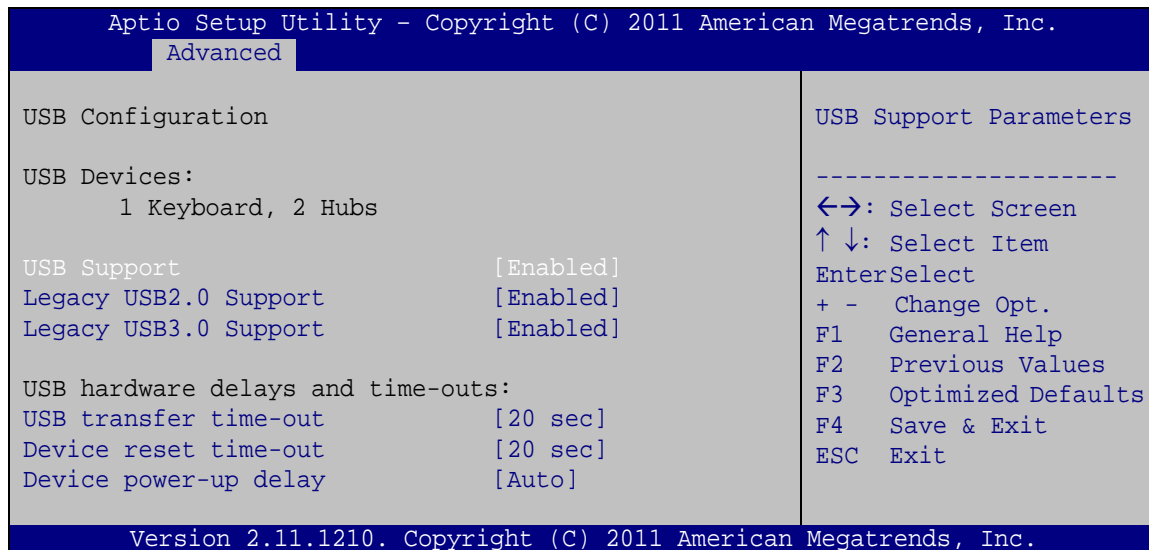 Aptio Setup Utility – Copyright (C) 2011 American Megatrends, Inc.
Advanced
USB Configuration
USB Devices:
1 Keyboard, 2 Hubs
USB Support [Enabled]
Legacy USB2.0 Support [Enabled]
Legacy USB3.0 Support [Enabled]
USB hardware delays and time-outs:
USB transfer time-out [20 sec]
Device reset time-out [20 sec]
Device power-up delay [Auto]
USB Support Parameters
---------------------
←→: Select Screen
↑ ↓: Select Item
EnterSelect
+ - Change Opt.
F1 General Help
F2 Previous Values
F3 Optimized Defaults
F4 Save & Exit
ESC Exit
Version 2.11.1210. Copyright (C) 2011 American Megatrends, Inc.